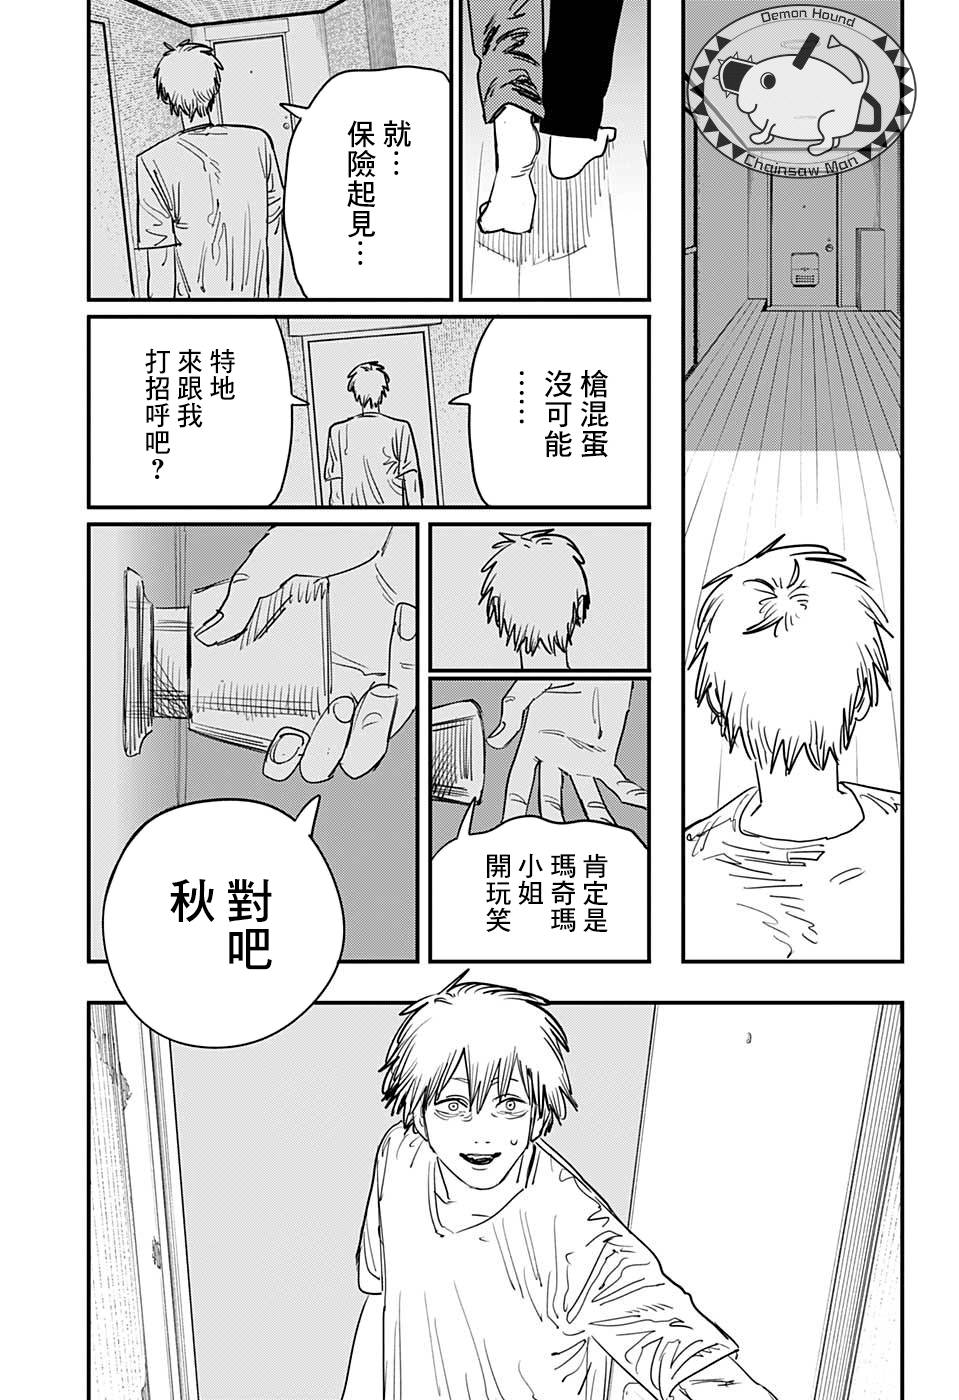 Demon Hound
Chainsaw Man
就…
保險起見…
槍混蛋
沒可能
……
特地
來跟我
打招呼吧?
肯定是
瑪奇瑪
小姐
開玩笑
對吧
秋